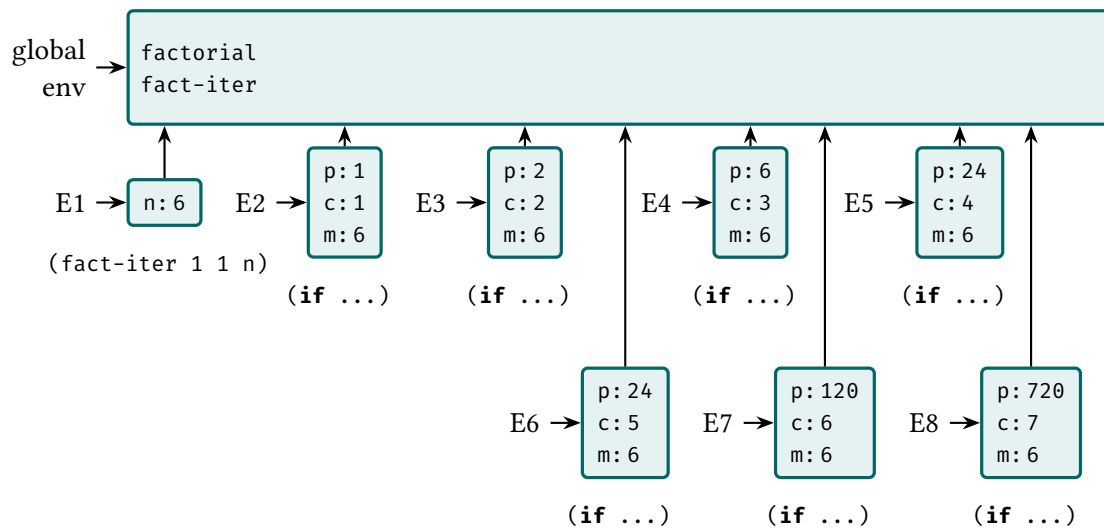 global
env
factorial
fact-iter
E1
n: 6
(fact-iter 1 1 n)
E2
p: 1
c: 1
m: 6
(if ...)
E3
p: 2
c: 2
m: 6
(if ...)
E4
p: 6
c: 3
m: 6
(if ...)
E5
p: 24
c: 4
m: 6
(if ...)
E6
p: 24
c: 5
m: 6
(if ...)
E7
p: 120
c: 6
m: 6
(if ...)
E8
p: 720
c: 7
m: 6
(if ...)